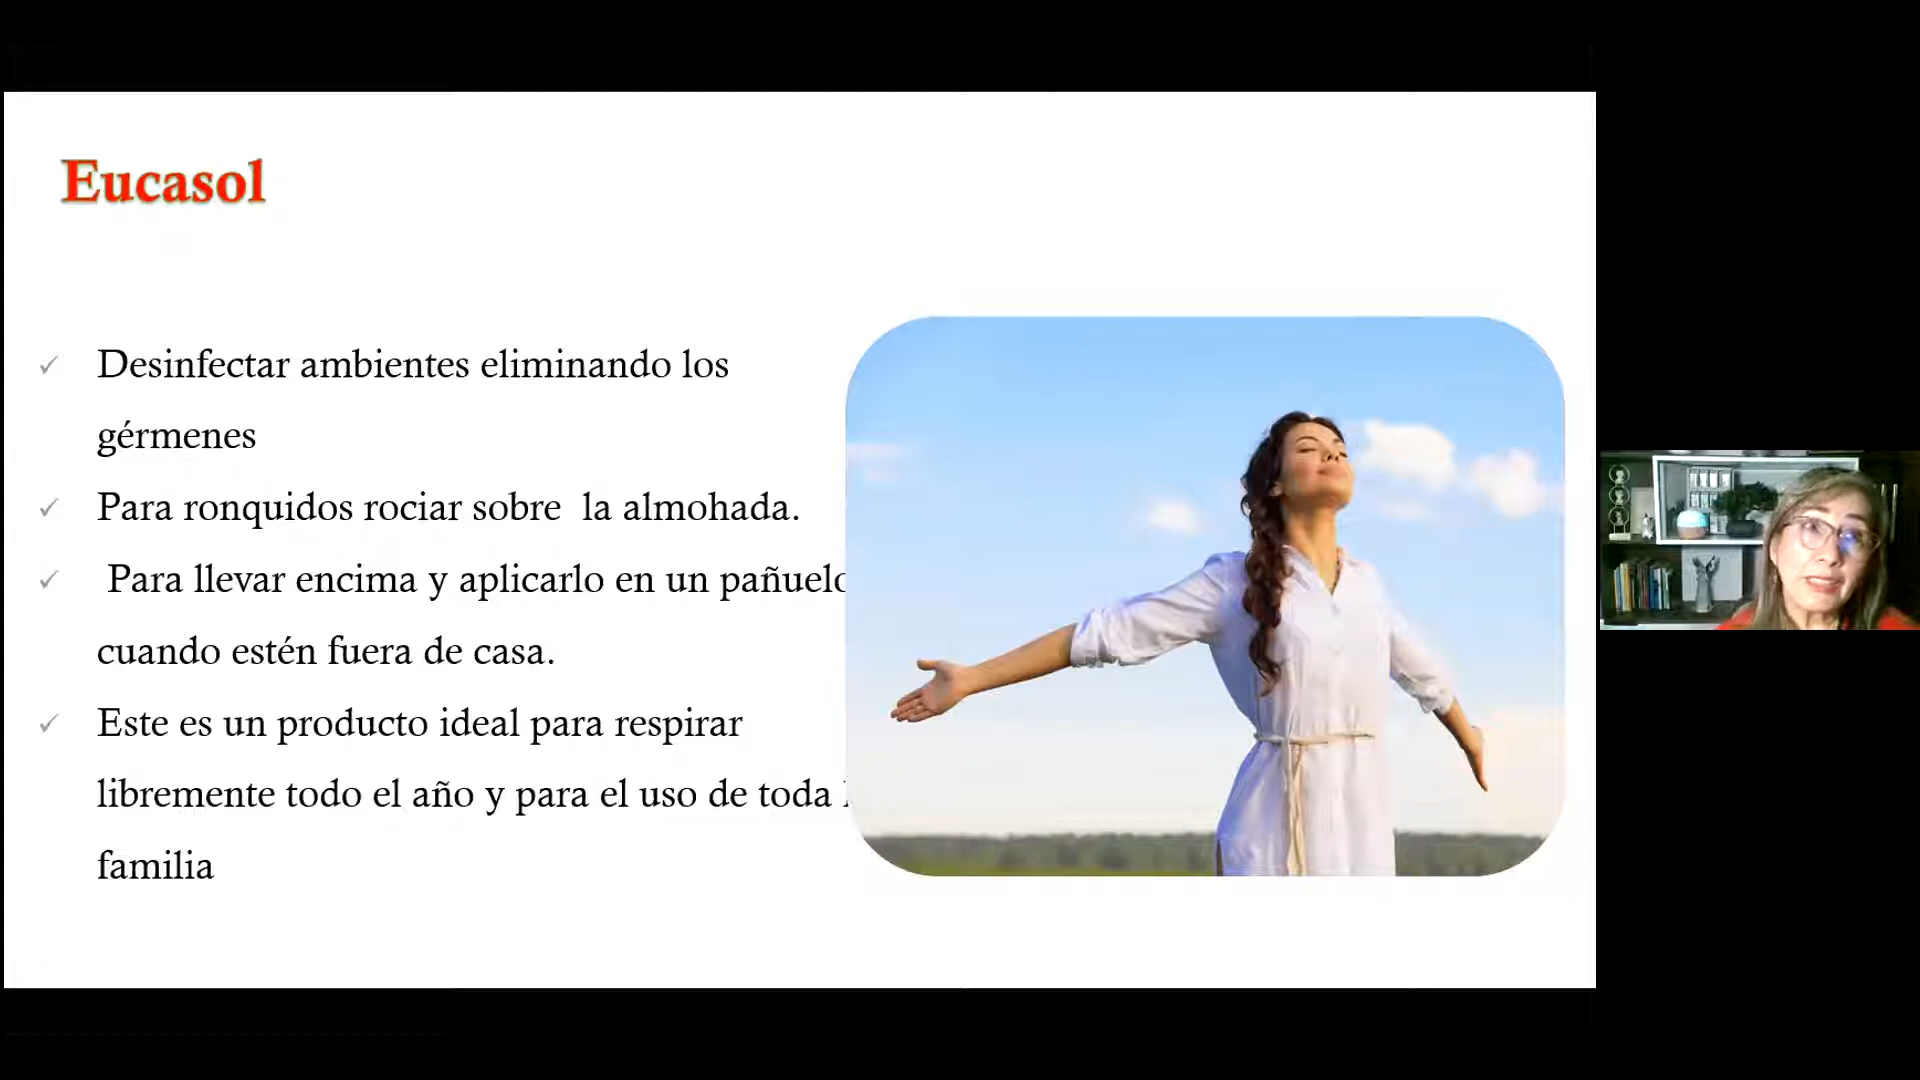 Eucasol
Desinfectar ambientes eliminando los
gérmenes
Para ronquidos rociar sobre la almohada.
Para llevar encima y aplicarlo en un pañuelo
cuando estén fuera de casa.
Este es un producto ideal para respirar
libremente todo el año y para el uso de toda
familia